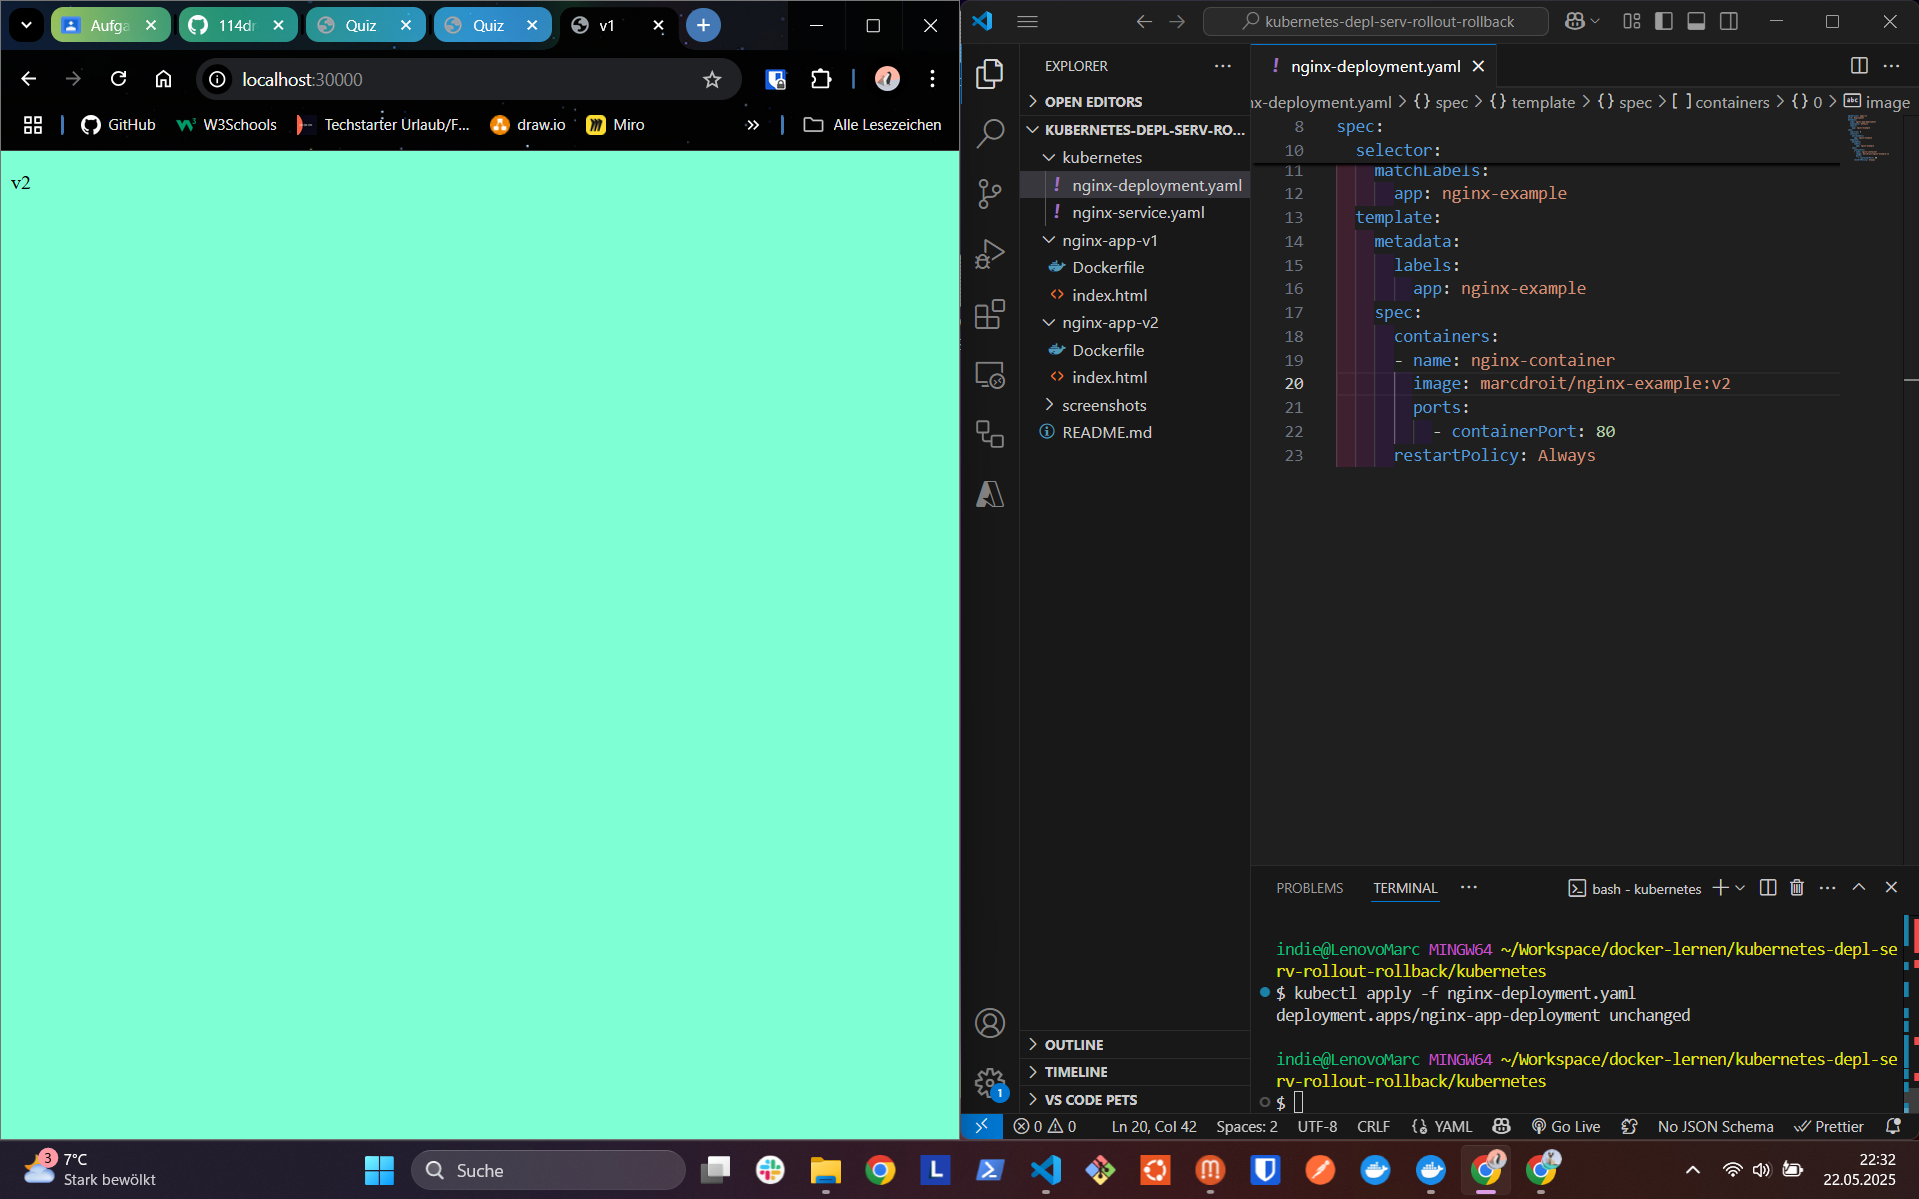 Aufga
114dr
Quiz
Quiz
v1
localhost:30000
GitHub
W3Schools
Techstarter Urlaub/F...
draw.io
Miro
Alle Lesezeichen
v2
kubernetes-depl-serv-rollout-rollback
EXPLORER
OPEN EDITORS
KUBERNETES-DEPL-SERV-RO...
kubernetes
nginx-deployment.yaml
nginx-service.yaml
nginx-app-v1
Dockerfile
index.html
nginx-app-v2
Dockerfile
index.html
screenshots
README.md
OUTLINE
TIMELINE
VS CODE PETS
nginx-deployment.yaml
nx-deployment.yaml > {} spec > {} template > {} spec > [ ] containers > {} 0 > abc image
8 spec:
10 selector:
11 matchLabels:
12 app: nginx-example
13 template:
14 metadata:
15 labels:
16 app: nginx-example
17 spec:
18 containers:
19 - name: nginx-container
20 image: marcdroit/nginx-example:v2
21 ports:
22 - containerPort: 80
23 restartPolicy: Always
PROBLEMS TERMINAL
bash - kubernetes
indie@LenovoMarc MINGW64 ~/Workspace/docker-lernen/kubernetes-depl-se
rv-rollout-rollback/kubernetes
$ kubectl apply -f nginx-deployment.yaml
deployment.apps/nginx-app-deployment unchanged
indie@LenovoMarc MINGW64 ~/Workspace/docker-lernen/kubernetes-depl-se
rv-rollout-rollback/kubernetes
$
1
0 0 Ln 20, Col 42 Spaces: 2 UTF-8 CRLF YAML Go Live No JSON Schema Prettier
3
7°C
Stark bewölkt
Suche
L
22:32
22.05.2025